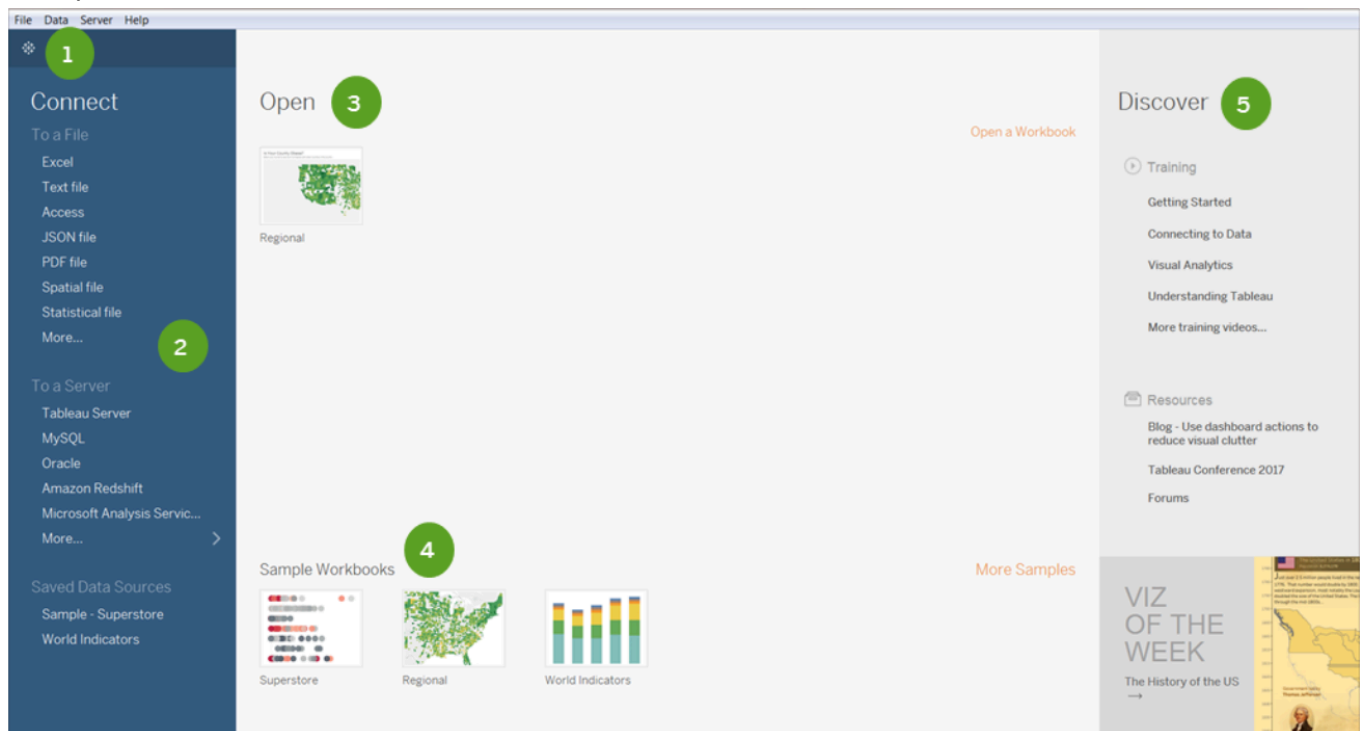 File Data Server Help
1
Connect
To a File
Excel
Text file
Access
JSON file
PDF file
Spatial file
Statistical file
More...
2
To a Server
Tableau Server
MySQL
Oracle
Amazon Redshift
Microsoft Analysis Servic...
More...
Saved Data Sources
Sample - Superstore
World Indicators
Open 3
Open a Workbook
Regional
4
Sample Workbooks
More Samples
Superstore
Regional
World Indicators
Discover 5
Training
Getting Started
Connecting to Data
Visual Analytics
Understanding Tableau
More training videos...
Resources
Blog - Use dashboard actions to
reduce visual clutter
Tableau Conference 2017
Forums
VIZ
OF THE
WEEK
The History of the US
→
Thomas Jefferson